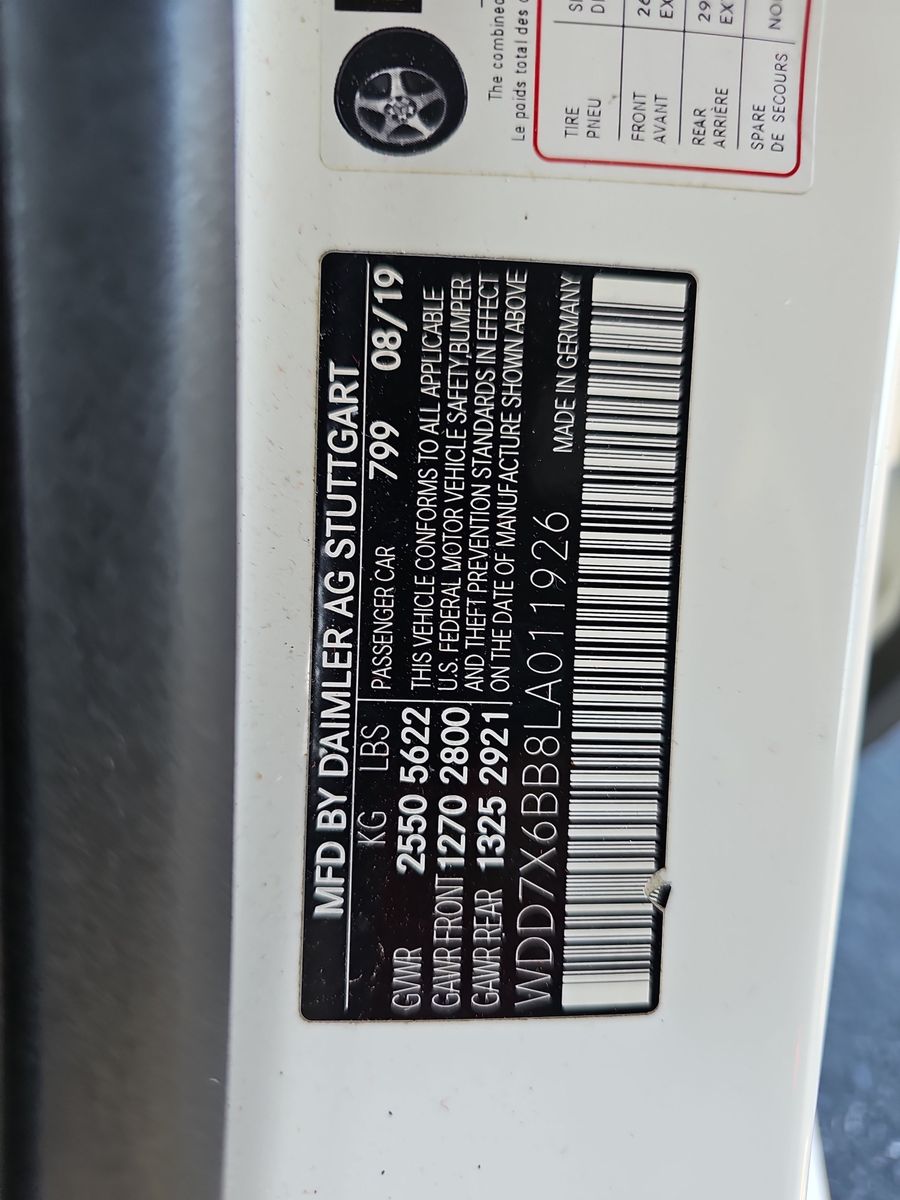 MFD BY DAIMLER AG STUTTGART
KG LBS PASSENGER CAR 799 08/19
GVWR 2550 5622
GAWR FRONT 1270 2800
GAWR REAR 1325 2921
THIS VEHICLE CONFORMS TO ALL APPLICABLE
U.S. FEDERAL MOTOR VEHICLE SAFETY,BUMPER
AND THEFT PREVENTION STANDARDS IN EFFECT
ON THE DATE OF MANUFACTURE SHOWN ABOVE
WDD7X6BB8LA011926 MADE IN GERMANY
The combined
Le poids total des
TIRE
PNEU
FRONT
AVANT
REAR
ARRIÈRE
SPARE
DE SECOURS